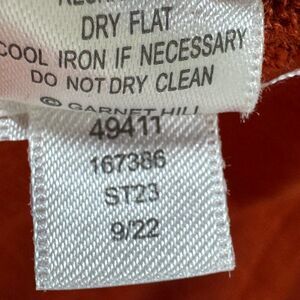 DRY FLAT
COOL IRON IF NECESSARY
DO NOT DRY CLEAN
© GARNET HILL
49411
167386
ST23
9/22